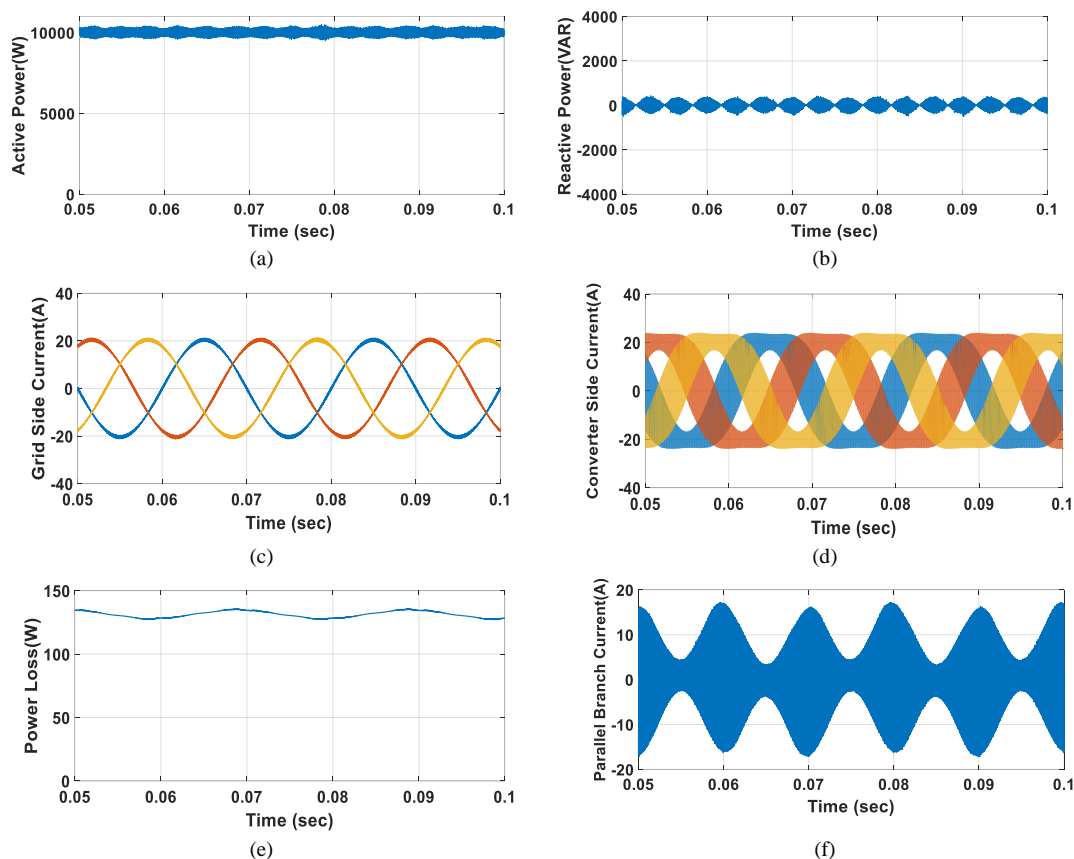 Active Power(W)
10000
5000
0
0.05 0.06 0.07 0.08 0.09 0.1
Time (sec)
(a)
Reactive Power(VAR)
4000
2000
0
-2000
-4000
0.05 0.06 0.07 0.08 0.09 0.1
Time (sec)
(b)
Grid Side Current(A)
40
20
0
-20
-40
0.05 0.06 0.07 0.08 0.09 0.1
Time (sec)
(c)
Converter Side Current(A)
40
20
0
-20
-40
0.05 0.06 0.07 0.08 0.09 0.1
Time (sec)
(d)
Power Loss(W)
150
100
50
0
0.05 0.06 0.07 0.08 0.09 0.1
Time (sec)
(e)
Parallel Branch Current(A)
20
10
0
-10
-20
0.05 0.06 0.07 0.08 0.09 0.1
Time (sec)
(f)